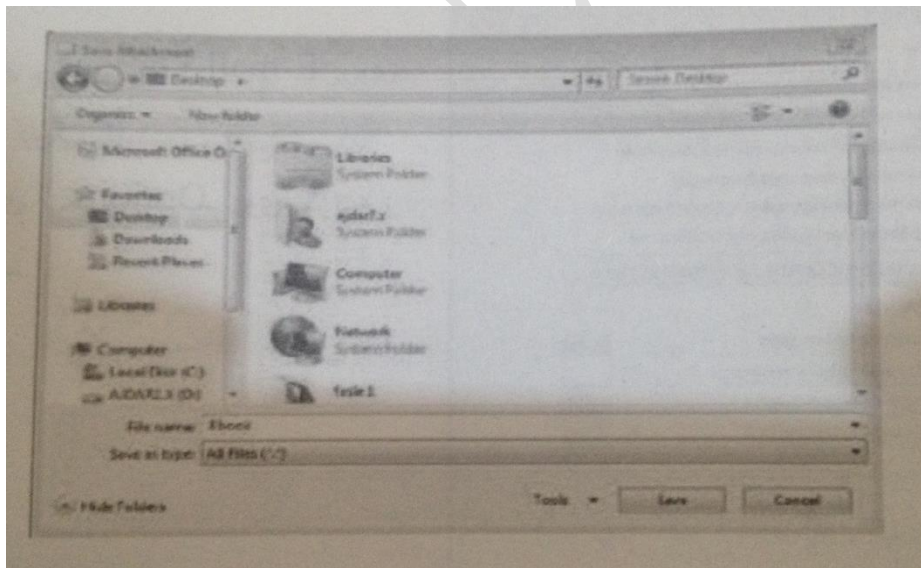 Save Attachment
Desktop
Search Desktop
Organize New folder
Microsoft Office O
Favorites
Desktop
Downloads
Recent Places
Libraries
Computer
Local Disk (C:)
(D:)
Libraries
System Folder
System Folder
Computer
System Folder
Network
System Folder
File name:
Save as type: All Files (*.*)
Hide Folders
Tools
Save
Cancel